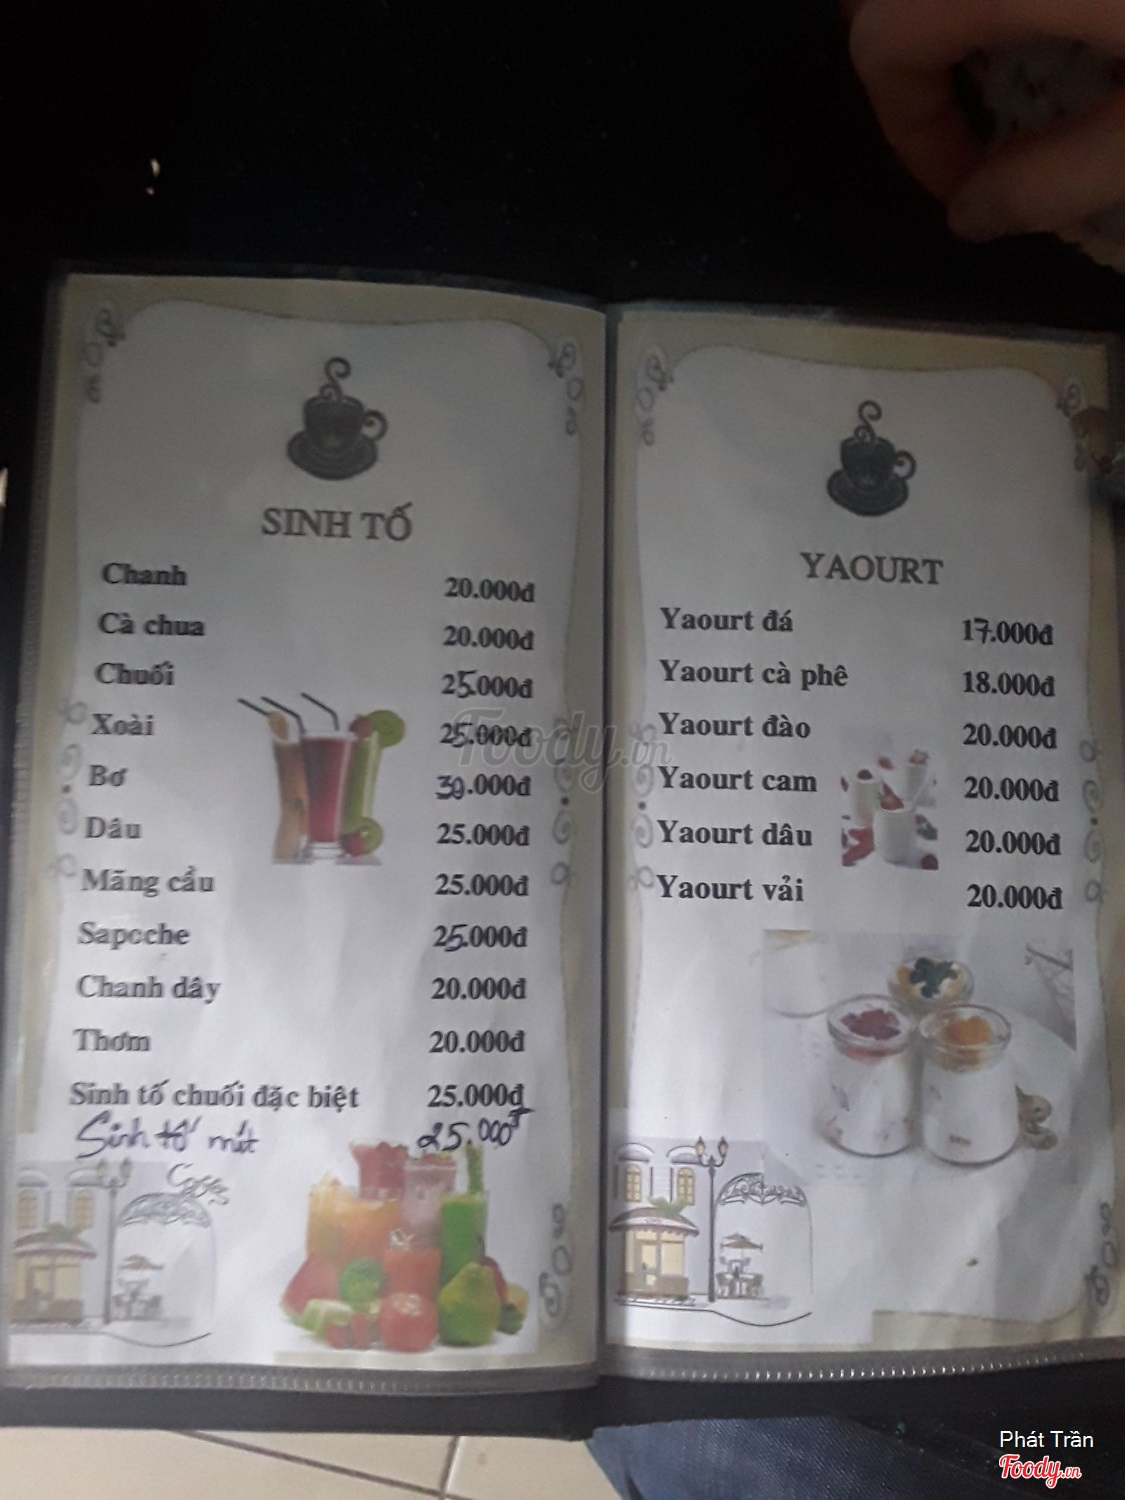 SINH TỐ
Chanh 20.000đ
Cà chua 20.000đ
Chuối 25.000đ
Xoài 25.000đ
Bơ 30.000đ
Dâu 25.000đ
Mãng cầu 25.000đ
Sapoche 25.000đ
Chanh dây 20.000đ
Thơm 20.000đ
Sinh tố chuối đặc biệt 25.000đ
Sinh tố mít 25.000đ
Coffee
YAOURT
Yaourt đá 17.000đ
Yaourt cà phê 18.000đ
Yaourt đào 20.000đ
Yaourt cam 20.000đ
Yaourt dâu 20.000đ
Yaourt vải 20.000đ
Foody.vn
Phát Trần
Foody.vn